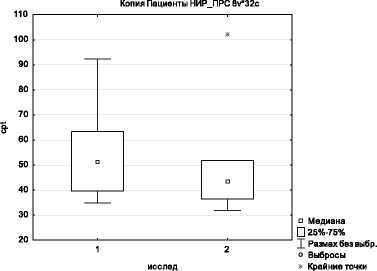 Копия Пациенты НИР_ПРС 8v*32c
110
100
90
80
70
60
50
40
30
20
cpt
1
2
исслед
Медиана
25%-75%
Размах без выбр.
Выбросы
Крайние точки